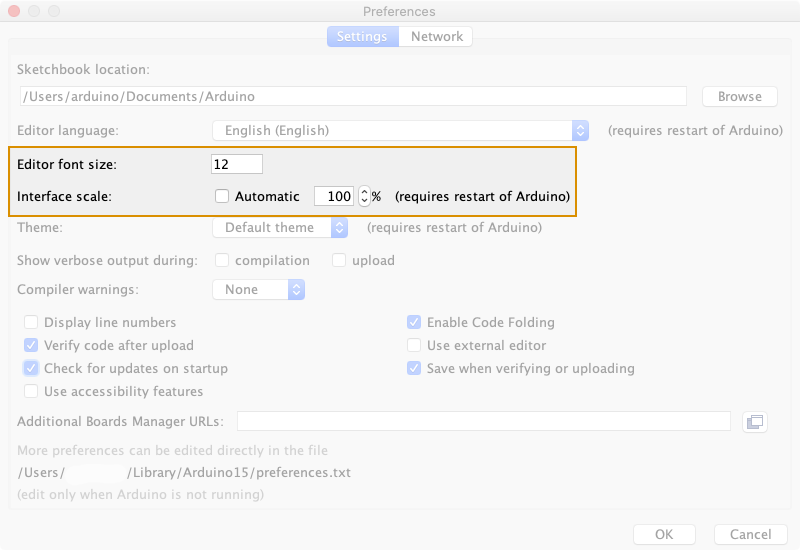 Preferences
Settings Network
Sketchbook location:
/Users/arduino/Documents/Arduino Browse
Editor language: English (English) (requires restart of Arduino)
Editor font size: 12
Interface scale: Automatic 100 % (requires restart of Arduino)
Theme: Default theme (requires restart of Arduino)
Show verbose output during: compilation upload
Compiler warnings: None
Display line numbers Enable Code Folding
Verify code after upload Use external editor
Check for updates on startup Save when verifying or uploading
Use accessibility features
Additional Boards Manager URLs:
More preferences can be edited directly in the file
/Users/ /Library/Arduino15/preferences.txt
(edit only when Arduino is not running)
OK Cancel